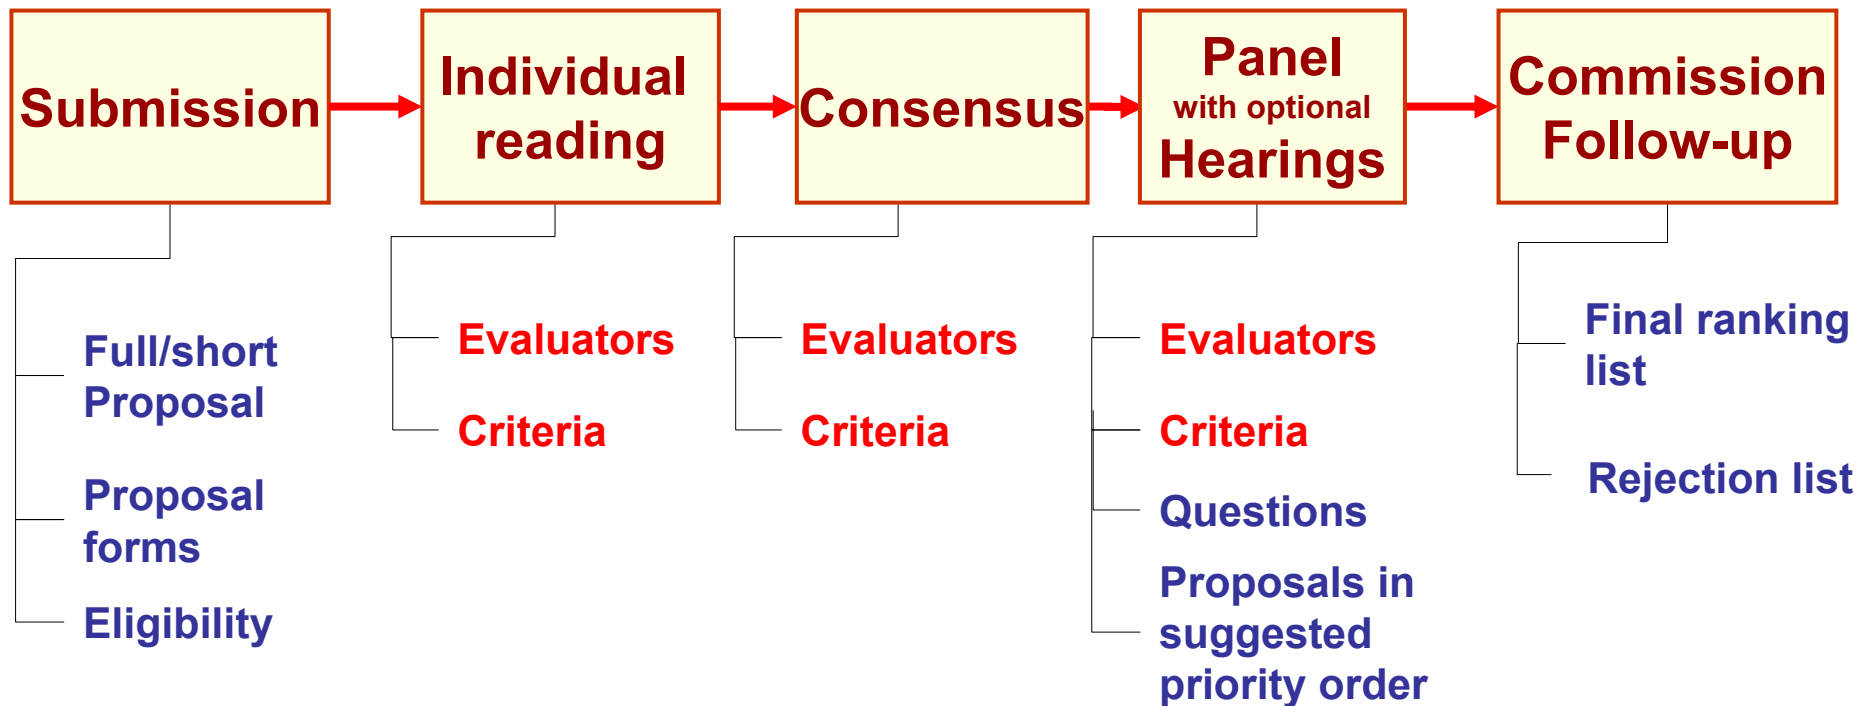 Submission
Individual
reading
Consensus
Panel
with optional
Hearings
Commission
Follow-up
Full/short
Proposal
Proposal
forms
Eligibility
Evaluators
Criteria
Evaluators
Criteria
Evaluators
Criteria
Questions
Proposals in
suggested
priority order
Final ranking
list
Rejection list